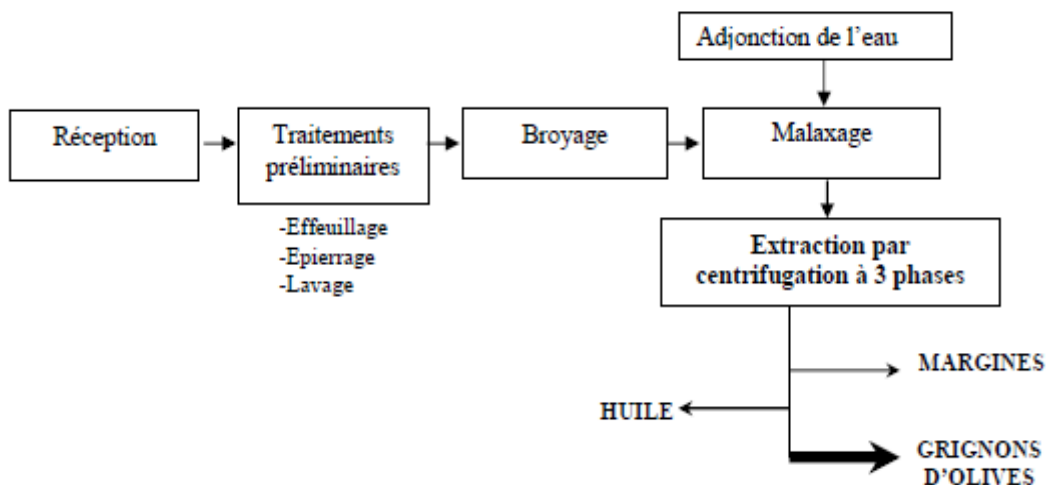 Adjonction de l'eau
Réception
Traitements
préliminaires
Broyage
Malaxage
-Effeuillage
-Epierrage
-Lavage
Extraction par
centrifugation à 3 phases
MARGINES
HUILE
GRIGNONS
D'OLIVES